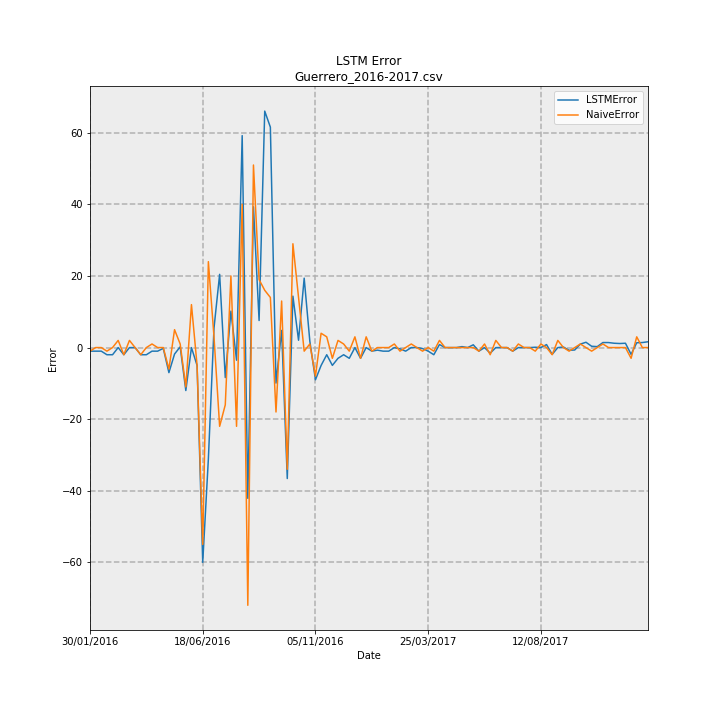 LSTM Error
Guerrero_2016-2017.csv
LSTMError
NaiveError
60
40
20
0
−20
−40
−60
Error
30/01/2016
18/06/2016
05/11/2016
25/03/2017
12/08/2017
Date